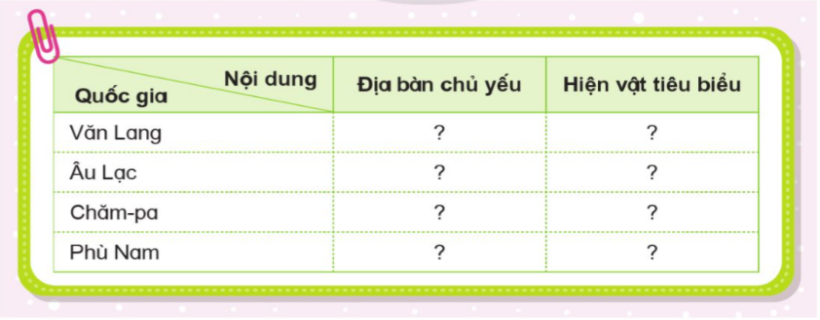 Nội dung
Quốc gia
Địa bàn chủ yếu
Hiện vật tiêu biểu
Văn Lang ? ?
Âu Lạc ? ?
Chăm-pa ? ?
Phù Nam ? ?